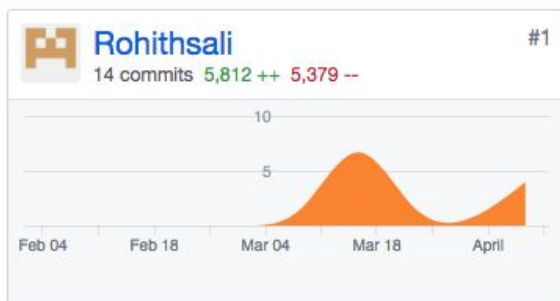 Rohithsali
#1
14 commits 5,812 ++ 5,379 --
10
5
Feb 04 Feb 18 Mar 04 Mar 18 April